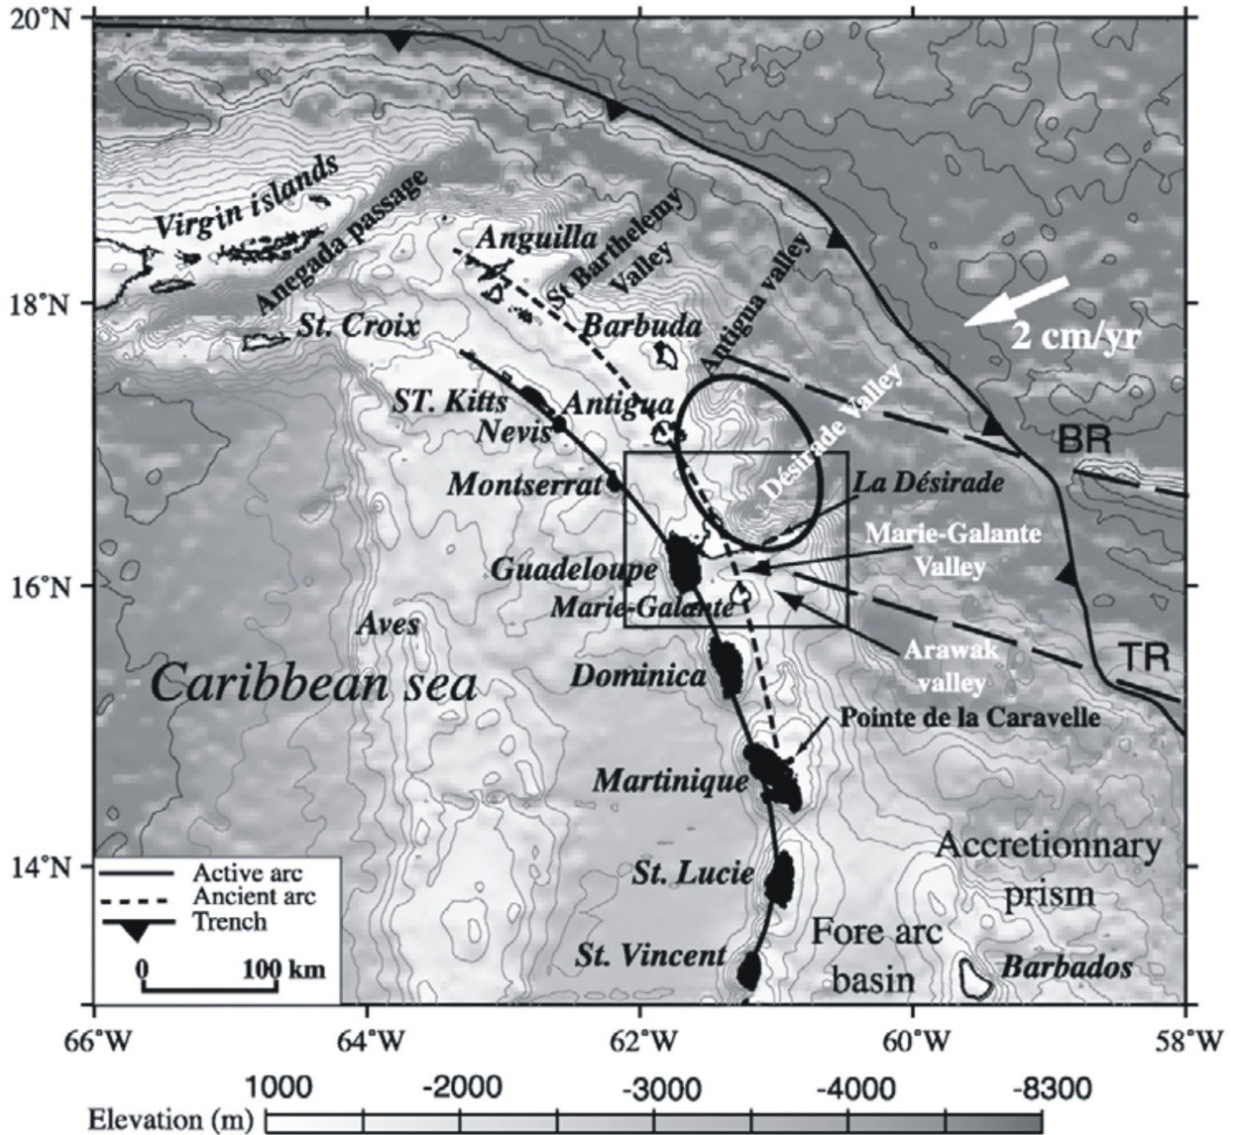 20°N
Virgin islands
Anegada passage
Anguilla
St Barthelemy
Valley
Antigua valley
18°N
St. Croix
Barbuda
2 cm/yr
ST. Kitts
Antigua
Nevis
Désirade Valley
BR
Montserrat
La Désirade
Marie-Galante
Valley
16°N
Guadeloupe
Marie-Galante
Aves
Arawak
valley
TR
Caribbean sea
Dominica
Pointe de la Caravelle
Martinique
14°N
Accretionnary
prism
St. Lucie
Active arc
Ancient arc
Trench
Fore arc
basin
St. Vincent
Barbados
0 100 km
66°W 64°W 62°W 60°W 58°W
1000 -2000 -3000 -4000 -8300
Elevation (m)